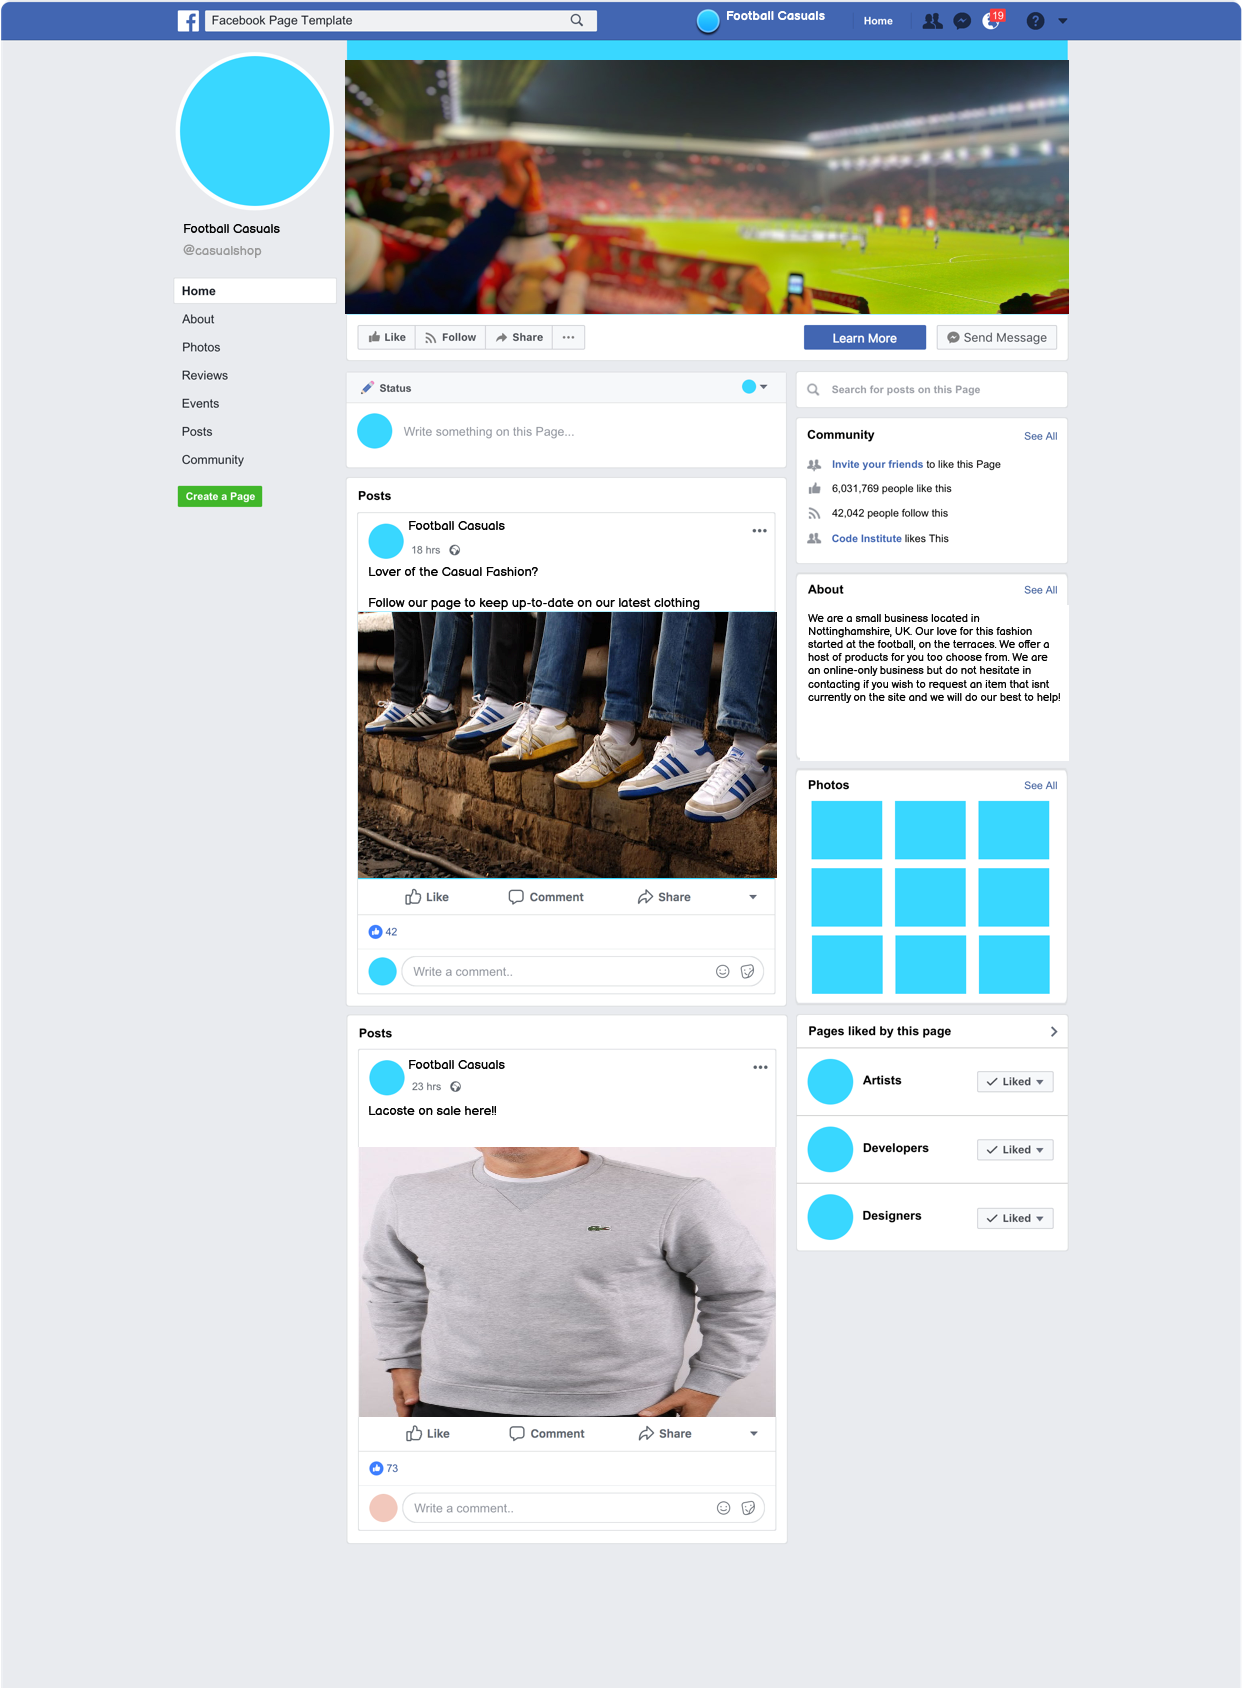 Facebook Page Template
Football Casuals
Home
19
Football Casuals
@casualshop
Home
About
Photos
Reviews
Events
Posts
Community
Create a Page
Like
Follow
Share
Learn More
Send Message
Status
Write something on this Page...
Posts
Football Casuals
18 hrs
Lover of the Casual Fashion?
Follow our page to keep up-to-date on our latest clothing
Like
Comment
Share
42
Write a comment..
Posts
Football Casuals
23 hrs
Lacoste on sale here!!
Like
Comment
Share
73
Write a comment..
Search for posts on this Page
Community
See All
Invite your friends to like this Page
6,031,769 people like this
42,042 people follow this
Code Institute likes This
About
See All
We are a small business located in
Nottinghamshire, UK. Our love for this fashion
started at the football, on the terraces. We offer a
host of products for you too choose from. We are
an online-only business but do not hesitate in
contacting if you wish to request an item that isnt
currently on the site and we will do our best to help!
Photos
See All
Pages liked by this page
Artists
Liked
Developers
Liked
Designers
Liked